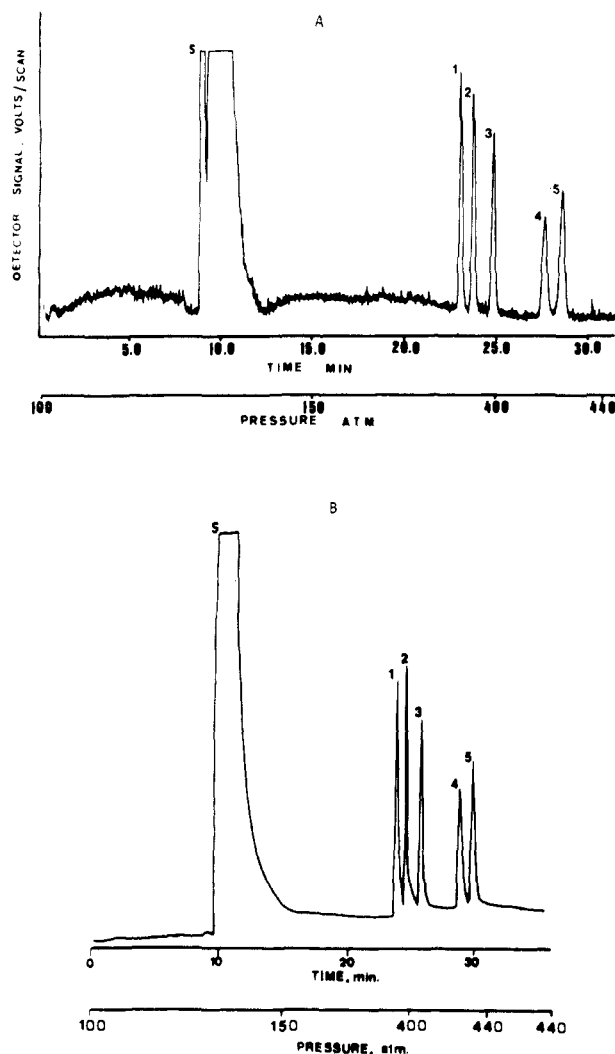 A
DETECTOR SIGNAL. VOLTS/SCAN
S
1
2
3
4
5
5.0 10.0 15.0 20.0 25.0 30.0
TIME MIN
100 150 400 440
PRESSURE ATM
B
S
1
2
3
4
5
0 10 20 30
TIME, min.
100 150 400 440 440
PRESSURE, atm.